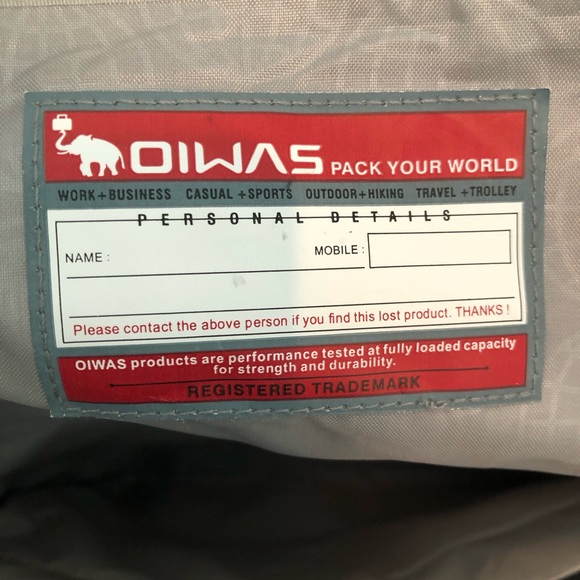 OIWAS PACK YOUR WORLD
WORK+BUSINESS CASUAL+SPORTS OUTDOOR+HIKING TRAVEL+TROLLEY
PERSONAL DETAILS
NAME : MOBILE :
Please contact the above person if you find this lost product. THANKS !
OIWAS products are performance tested at fully loaded capacity
for strength and durability.
REGISTERED TRADEMARK